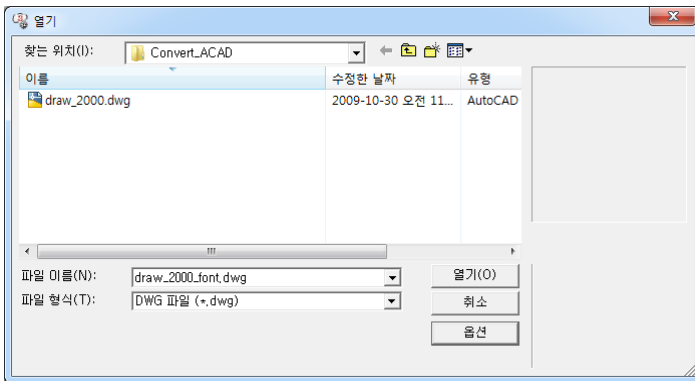 열기
찾는 위치(I): Convert_ACAD
이름 수정한 날짜 유형
draw_2000.dwg 2009-10-30 오전 11... AutoCAD
파일 이름(N): draw_2000_font.dwg 열기(O)
파일 형식(T): DWG 파일 (*.dwg) 취소
옵션